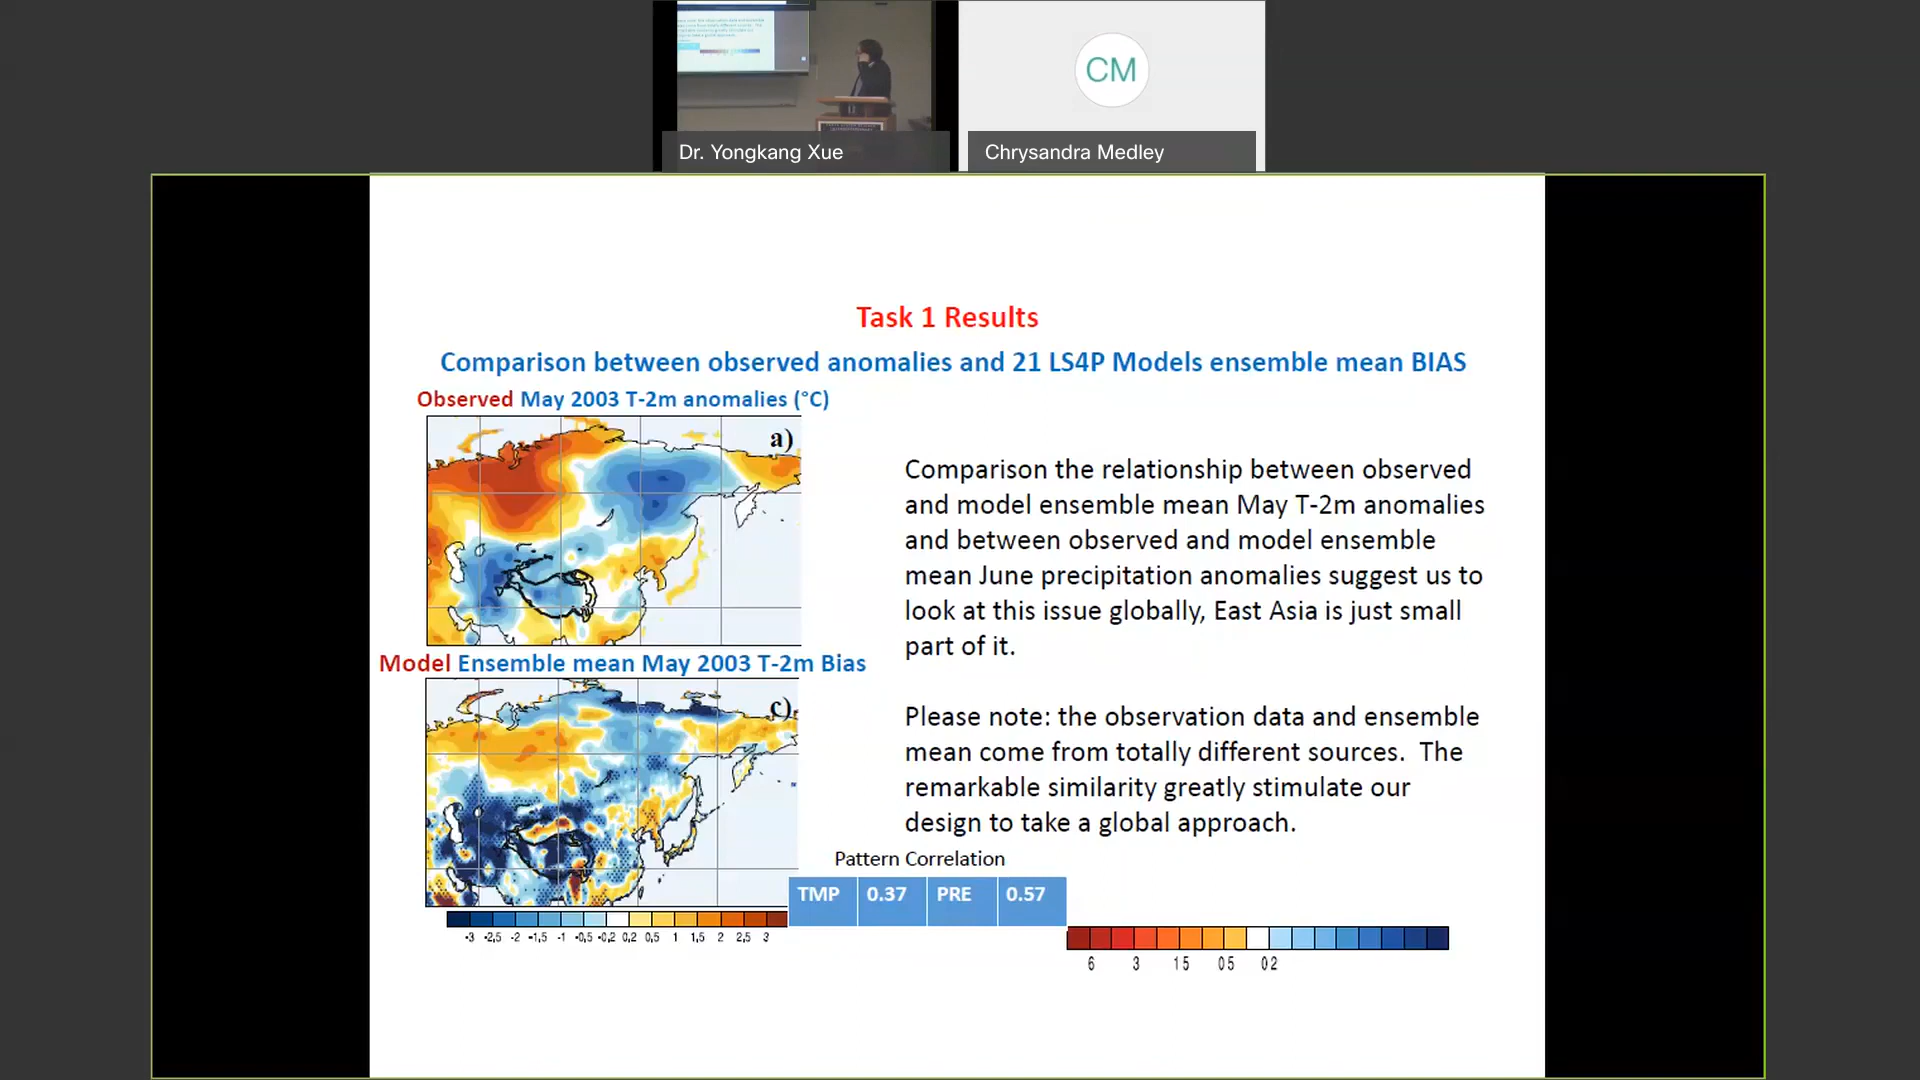 Dr. Yongkang Xue
CM
Chrysandra Medley
Task 1 Results
Comparison between observed anomalies and 21 LS4P Models ensemble mean BIAS
Observed May 2003 T-2m anomalies (°C)
a)
Model Ensemble mean May 2003 T-2m Bias
c)
-3 -2,5 -2 -1,5 -1 -0,5 -0,2 0,2 0,5 1 1,5 2 2,5 3
Comparison the relationship between observed
and model ensemble mean May T-2m anomalies
and between observed and model ensemble
mean June precipitation anomalies suggest us to
look at this issue globally, East Asia is just small
part of it.
Please note: the observation data and ensemble
mean come from totally different sources. The
remarkable similarity greatly stimulate our
design to take a global approach.
Pattern Correlation
TMP 0.37 PRE 0.57
6 3 15 05 02